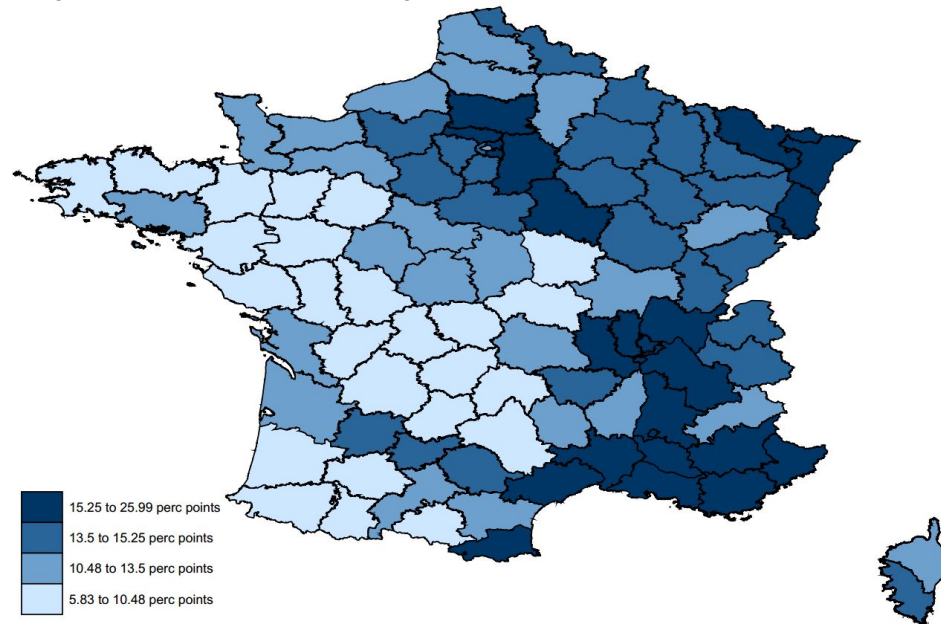 15.25 to 25.99 perc points
13.5 to 15.25 perc points
10.48 to 13.5 perc points
5.83 to 10.48 perc points